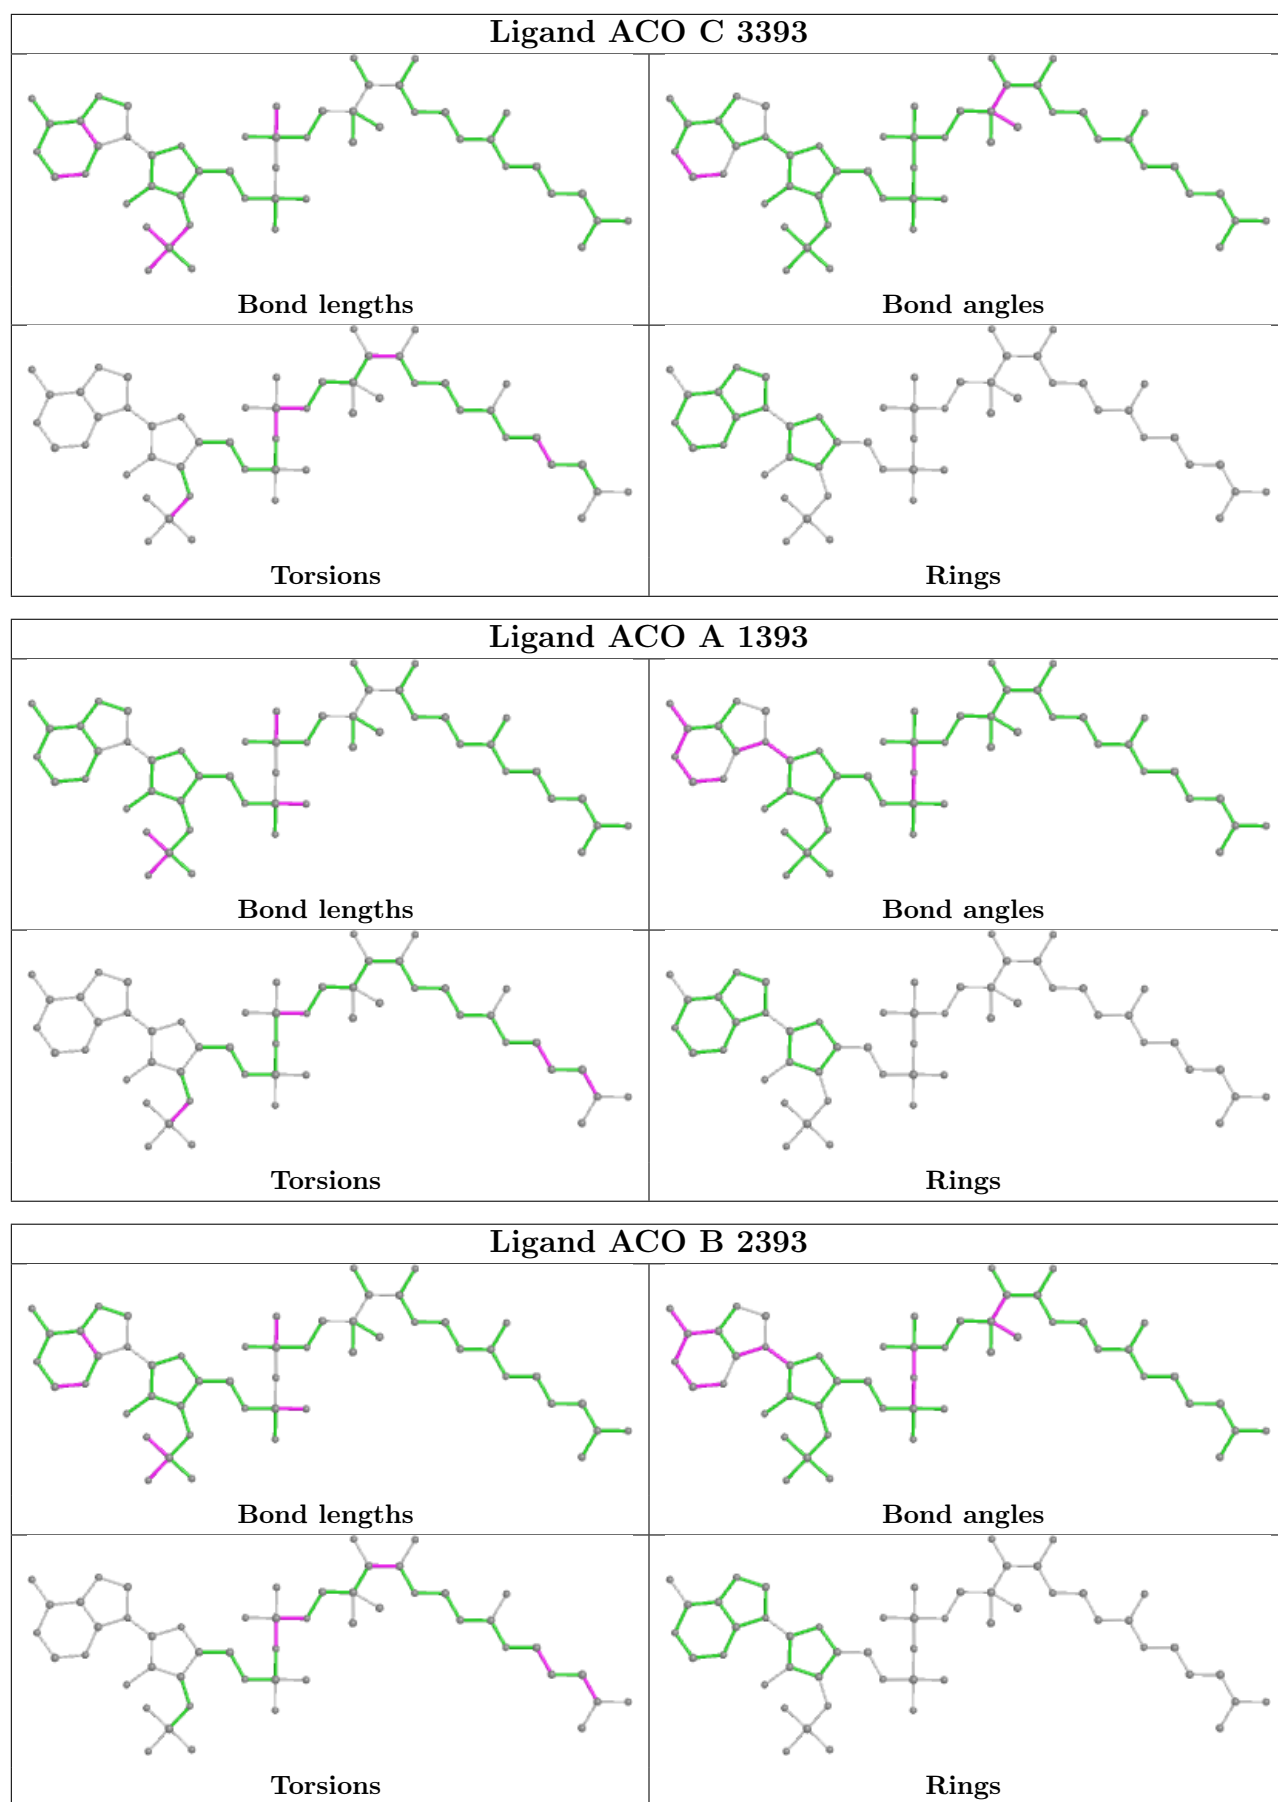 Ligand ACO C 3393
Bond lengths
Bond angles
Torsions
Rings
Ligand ACO A 1393
Bond lengths
Bond angles
Torsions
Rings
Ligand ACO B 2393
Bond lengths
Bond angles
Torsions
Rings